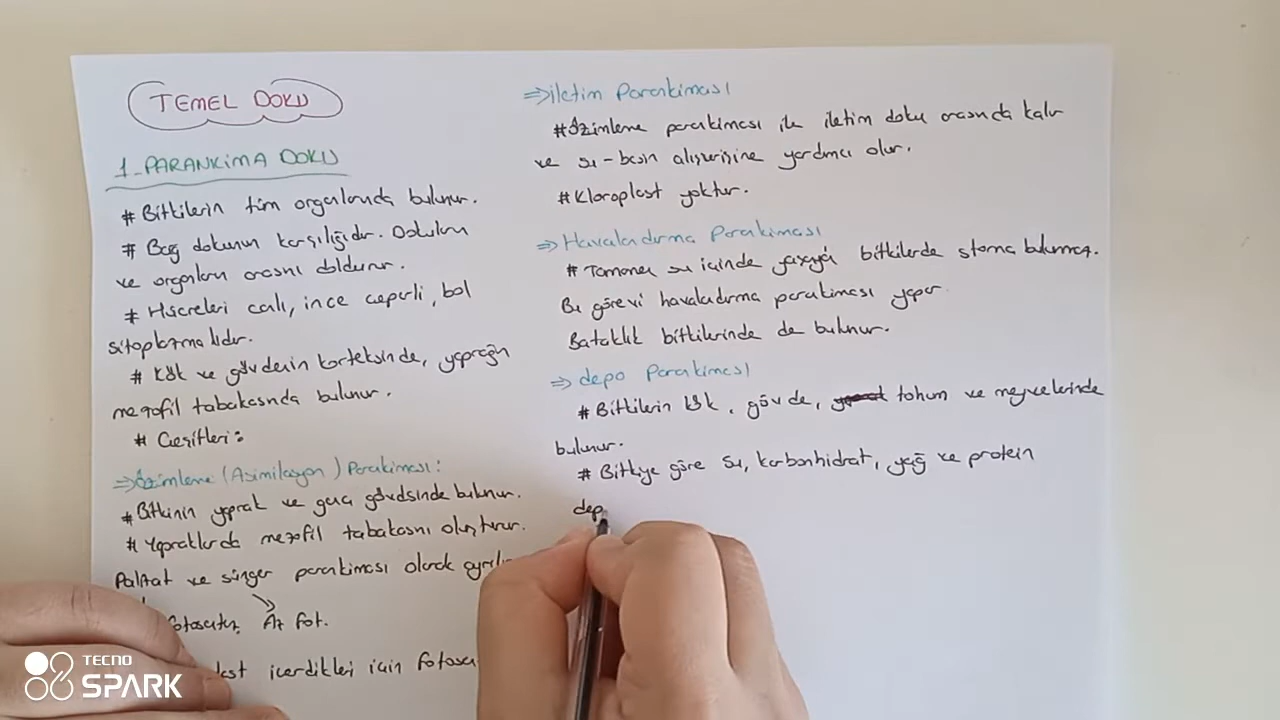 TEMEL DOKU
1_PARANKİMA DOKU
# Bitkilerin tüm organlarında bulunur.
# Bağ dokunun karşılığıdır. Dokuların
ve organların arasını doldurur.
# Hücreleri canlı, ince çeperli, bol
sitoplazmalıdır.
# Kök ve gövdenin korteksinde, yaprağın
mezofil tabakasında bulunur.
# Çeşitleri:
⇒Özümleme (Asimilasyon) Parankiması:
# Bitkinin yaprak ve genç gövdesinde bulunur.
# Yapraklarda mezofil tabakasını oluşturur.
Palizat ve sünger parankiması olarak
Az fot.
içerdikleri için
⇒İletim Parankiması
#Özümleme parankiması ile iletim doku arasında kalır
ve su-besin alışverişine yardımcı olur.
# Kloroplast yoktur.
⇒ Havalandırma Parankiması
# Tamamen su içinde yaşayan bitkilerde stoma bulunmaz.
Bu görevi havalandırma parankiması yapar.
Bataklık bitkilerinde de bulunur.
⇒ depo Parankiması
# Bitkilerin kök, gövde, tohum ve meyvelerinde
bulunur.
# Bitkiye göre su, karbonhidrat, yağ ve protein
dep
TECNO
SPARK